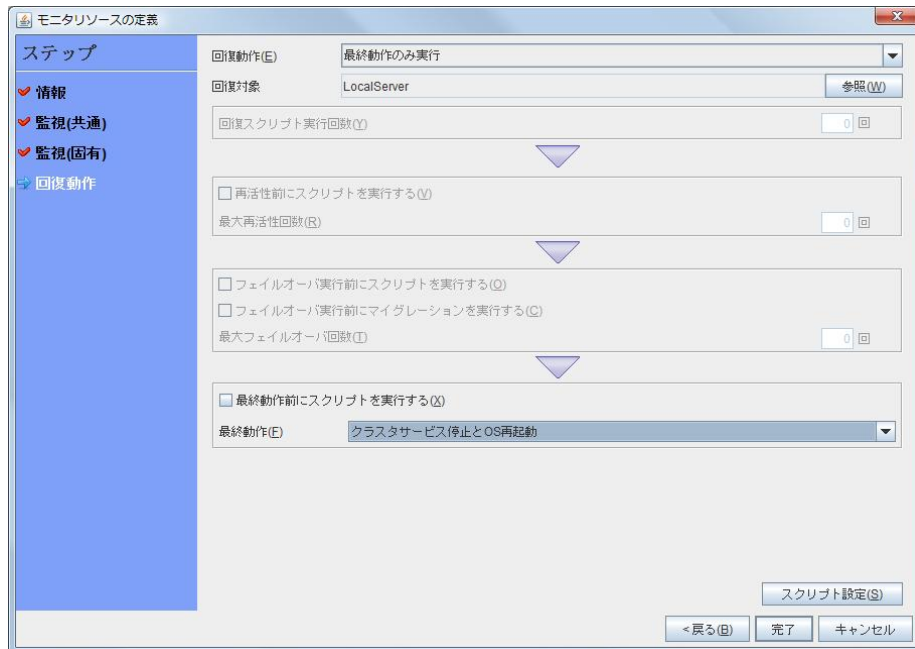 モニタリソースの定義
ステップ
情報
監視(共通)
監視(固有)
回復動作
回復動作(E) 最終動作のみ実行
回復対象 LocalServer 参照(W)
回復スクリプト実行回数(Y) 0 回
再活性前にスクリプトを実行する(V)
最大再活性回数(R) 0 回
フェイルオーバ実行前にスクリプトを実行する(O)
フェイルオーバ実行前にマイグレーションを実行する(C)
最大フェイルオーバ回数(T) 0 回
最終動作前にスクリプトを実行する(X)
最終動作(F) クラスタサービス停止とOS再起動
スクリプト設定(S)
<戻る(B) 完了 キャンセル